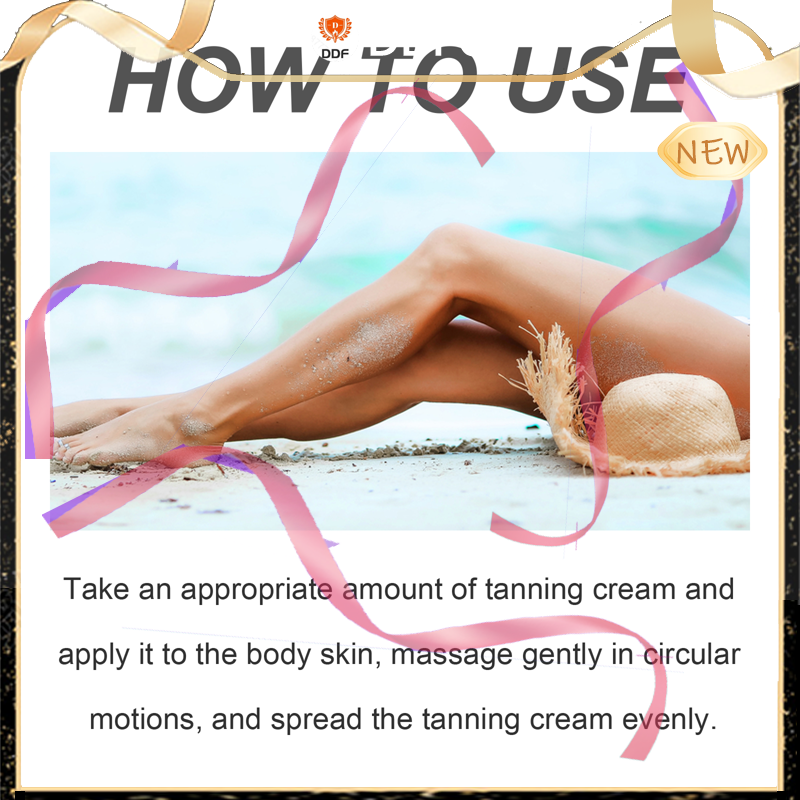 DDF
HOW TO USE
NEW
Take an appropriate amount of tanning cream and
apply it to the body skin, massage gently in circular
motions, and spread the tanning cream evenly.